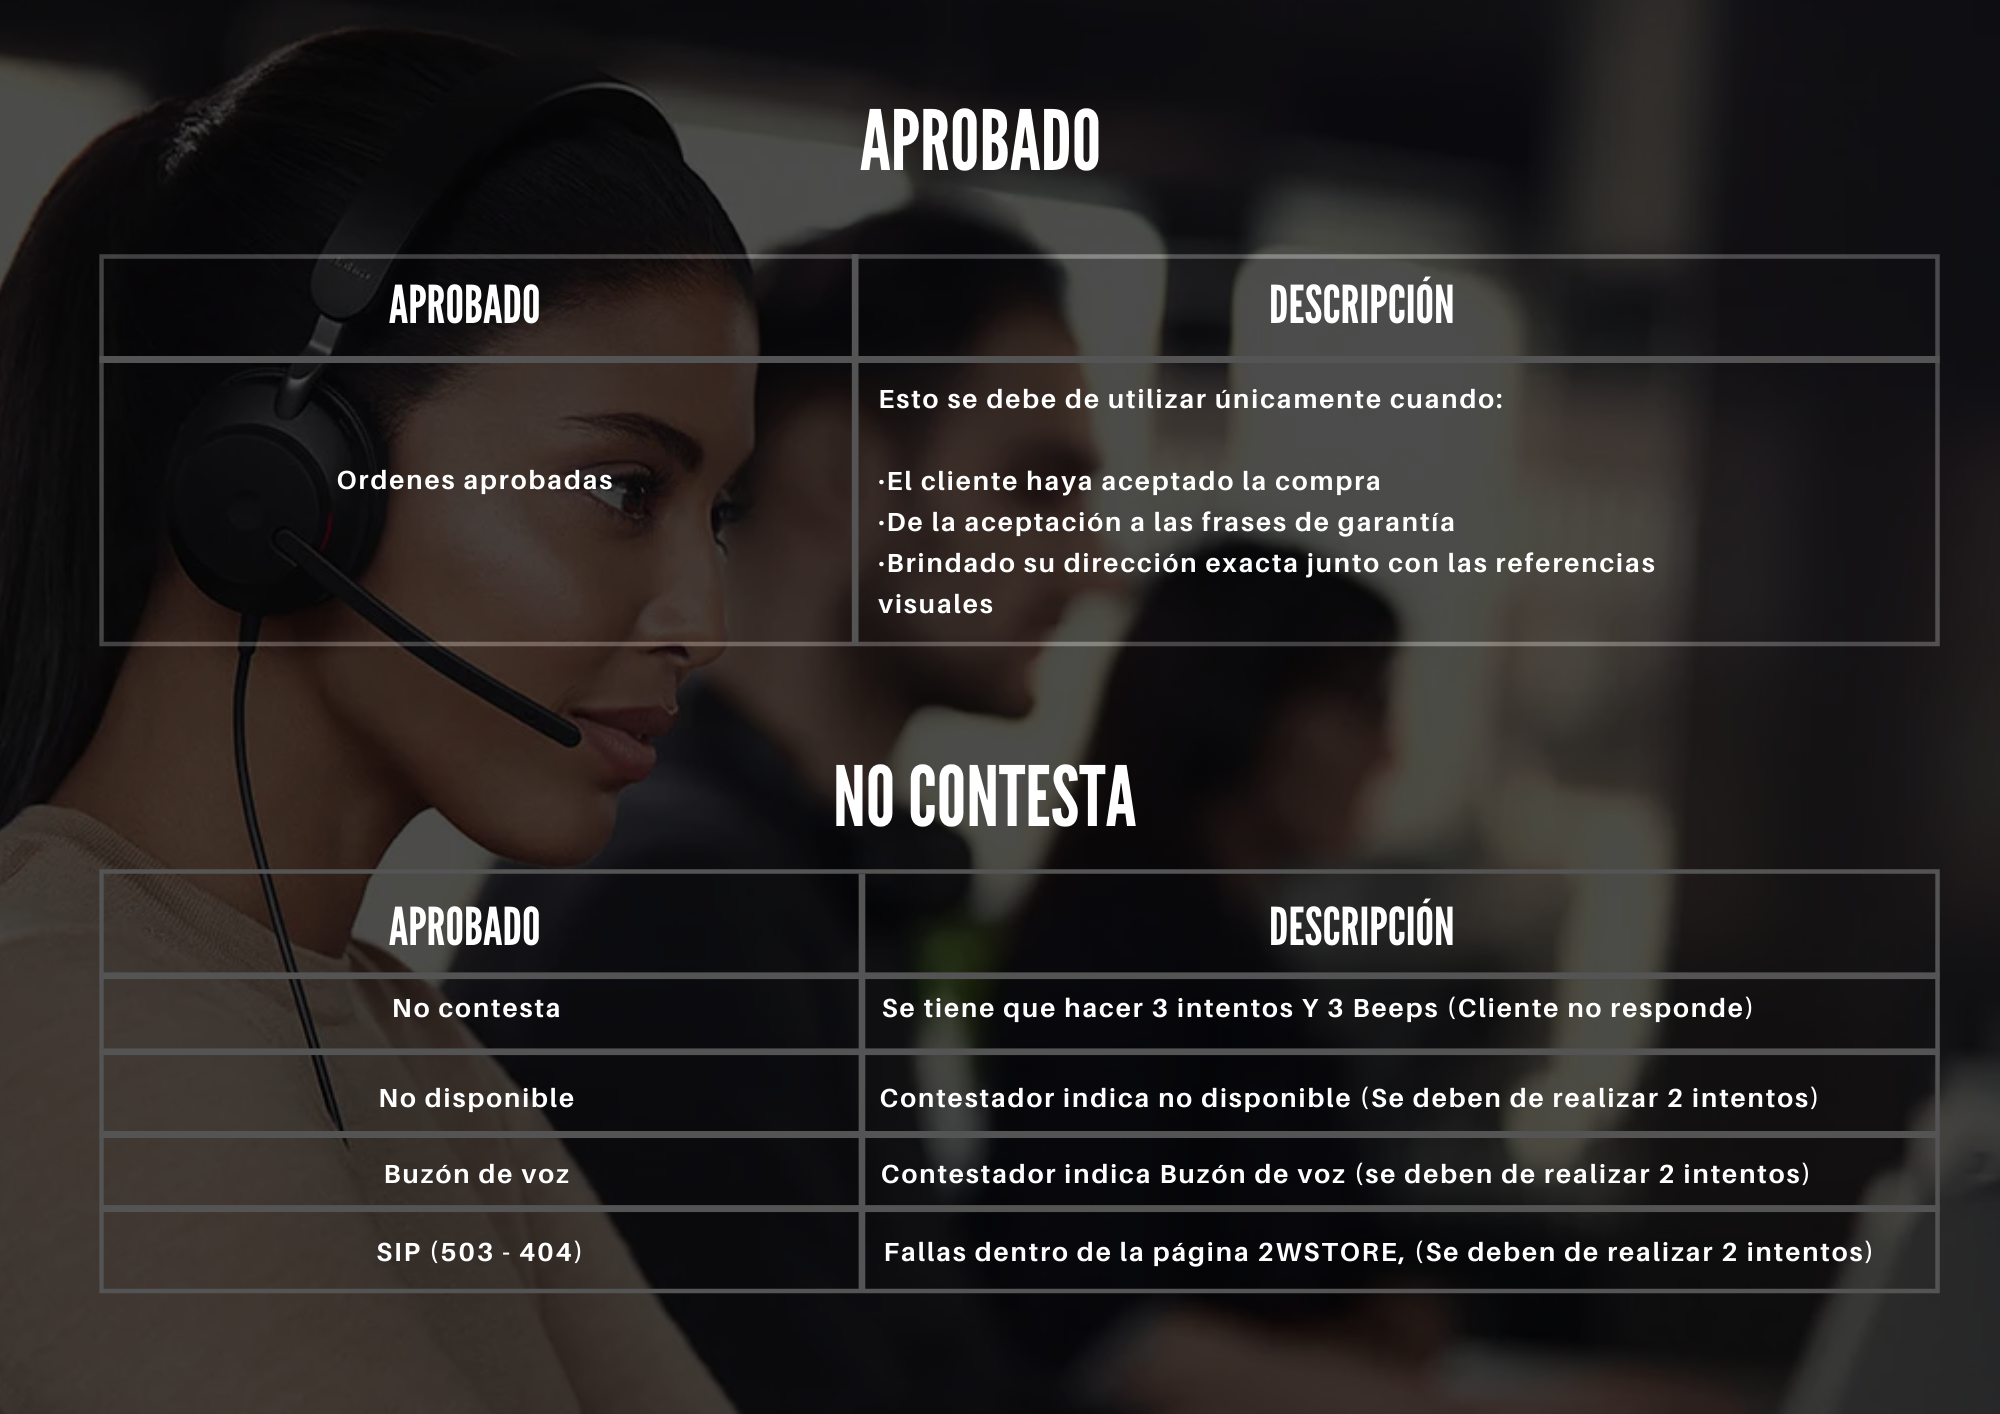 APROBADO
APROBADO
DESCRIPCIÓN
Ordenes aprobadas
Esto se debe de utilizar únicamente cuando:
·El cliente haya aceptado la compra
·De la aceptación a las frases de garantía
·Brindado su dirección exacta junto con las referencias
visuales
NO CONTESTA
APROBADO
DESCRIPCIÓN
No contesta
Se tiene que hacer 3 intentos Y 3 Beeps (Cliente no responde)
No disponible
Contestador indica no disponible (Se deben de realizar 2 intentos)
Buzón de voz
Contestador indica Buzón de voz (se deben de realizar 2 intentos)
SIP (503 - 404)
Fallas dentro de la página 2WSTORE, (Se deben de realizar 2 intentos)